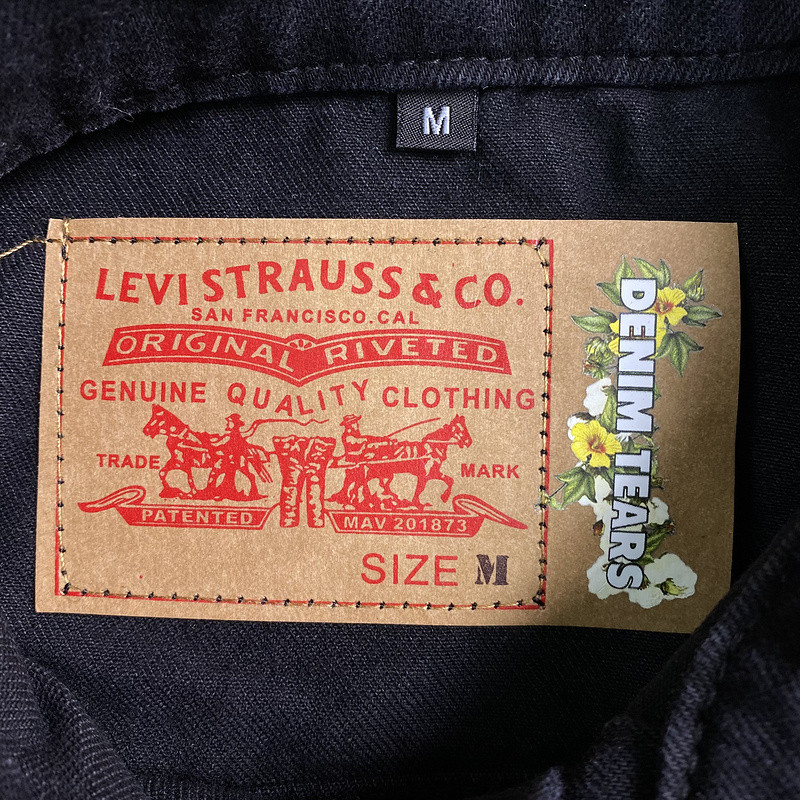 M
LEVI STRAUSS & CO.
SAN FRANCISCO.CAL
ORIGINAL RIVETED
GENUINE QUALITY CLOTHING
TRADE MARK
PATENTED MAV 201873
SIZE M
DENIM TEARS